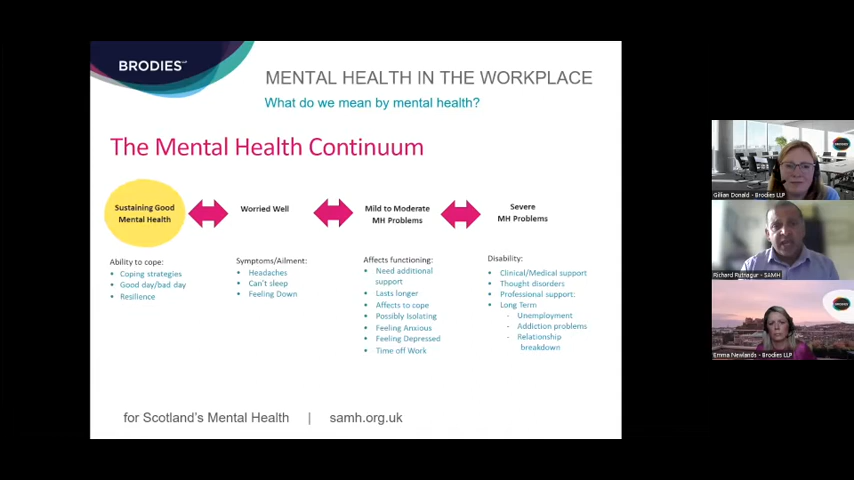 BRODIES LLP
MENTAL HEALTH IN THE WORKPLACE
What do we mean by mental health?
The Mental Health Continuum
Sustaining Good
Mental Health
Worried Well
Mild to Moderate
MH Problems
Severe
MH Problems
Ability to cope:
Coping strategies
Good day/bad day
Resilience
Symptoms/Ailment:
Headaches
Can't sleep
Feeling Down
Affects functioning:
Need additional
support
Lasts longer
Affects to cope
Possibly Isolating
Feeling Anxious
Feeling Depressed
Time off Work
Disability:
Clinical/Medical support
Thought disorders
Professional support:
Long Term
- Unemployment
- Addiction problems
- Relationship
breakdown
for Scotland's Mental Health | samh.org.uk
Gillian Donald - Brodies LLP
Richard Rutnagur - SAMH
Emma Newlands - Brodies LLP